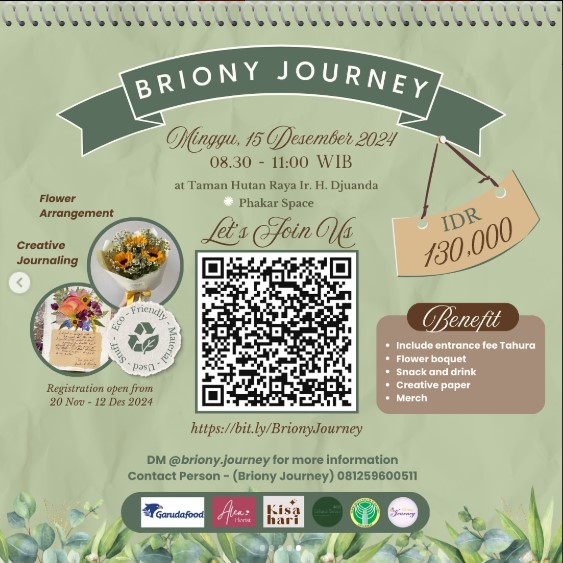 BRIONY JOURNEY
Minggu, 15 Desember 2024
08.30 - 11:00 WIB
at Taman Hutan Raya Ir. H. Djuanda
Phakar Space
Let's Join Us
IDR
130,000
Flower
Arrangement
Creative
Journaling
Eco - Friendly - Material - Used - Stuff -
Registration open from
20 Nov - 12 Des 2024
Benefit
Include entrance fee Tahura
Flower boquet
Snack and drink
Creative paper
Merch
https://bit.ly/BrionyJourney
DM @briony.journey for more information
Contact Person - (Briony Journey) 081259600511
Garudafood
Alea
Florist
Kisa
hari
Journey